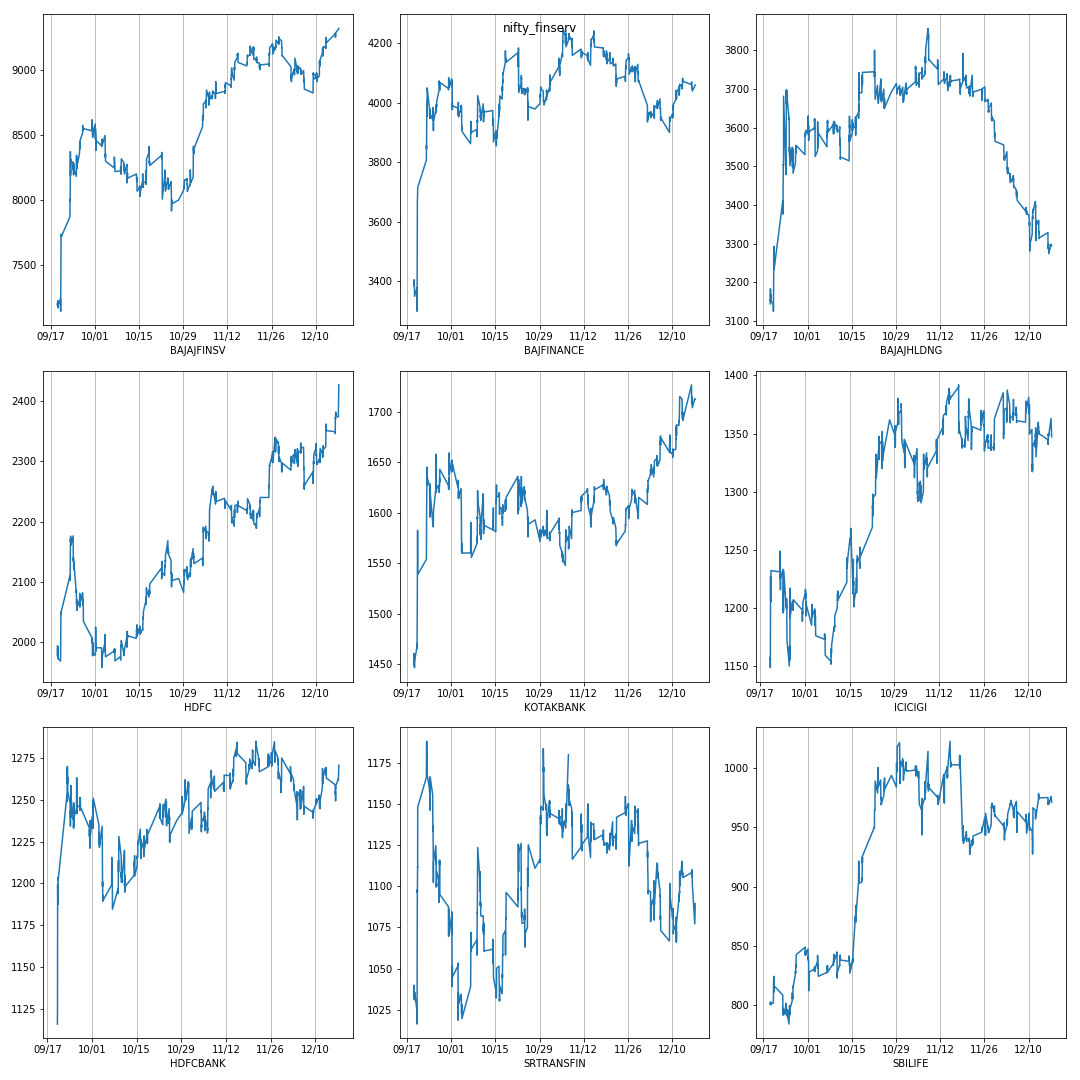 nifty_finserv
9000
8500
8000
7500
09/17 10/01 10/15 10/29 11/12 11/26 12/10
BAJAJFINSV
4200
4000
3800
3600
3400
09/17 10/01 10/15 10/29 11/12 11/26 12/10
BAJFINANCE
3800
3700
3600
3500
3400
3300
3200
3100
09/17 10/01 10/15 10/29 11/12 11/26 12/10
BAJAJHLDNG
2400
2300
2200
2100
2000
09/17 10/01 10/15 10/29 11/12 11/26 12/10
HDFC
1700
1650
1600
1550
1500
1450
09/17 10/01 10/15 10/29 11/12 11/26 12/10
KOTAKBANK
1400
1350
1300
1250
1200
1150
09/17 10/01 10/15 10/29 11/12 11/26 12/10
ICICIGI
1275
1250
1225
1200
1175
1150
1125
09/17 10/01 10/15 10/29 11/12 11/26 12/10
HDFCBANK
1175
1150
1125
1100
1075
1050
1025
09/17 10/01 10/15 10/29 11/12 11/26 12/10
SRTRANSFIN
1000
950
900
850
800
09/17 10/01 10/15 10/29 11/12 11/26 12/10
SBILIFE